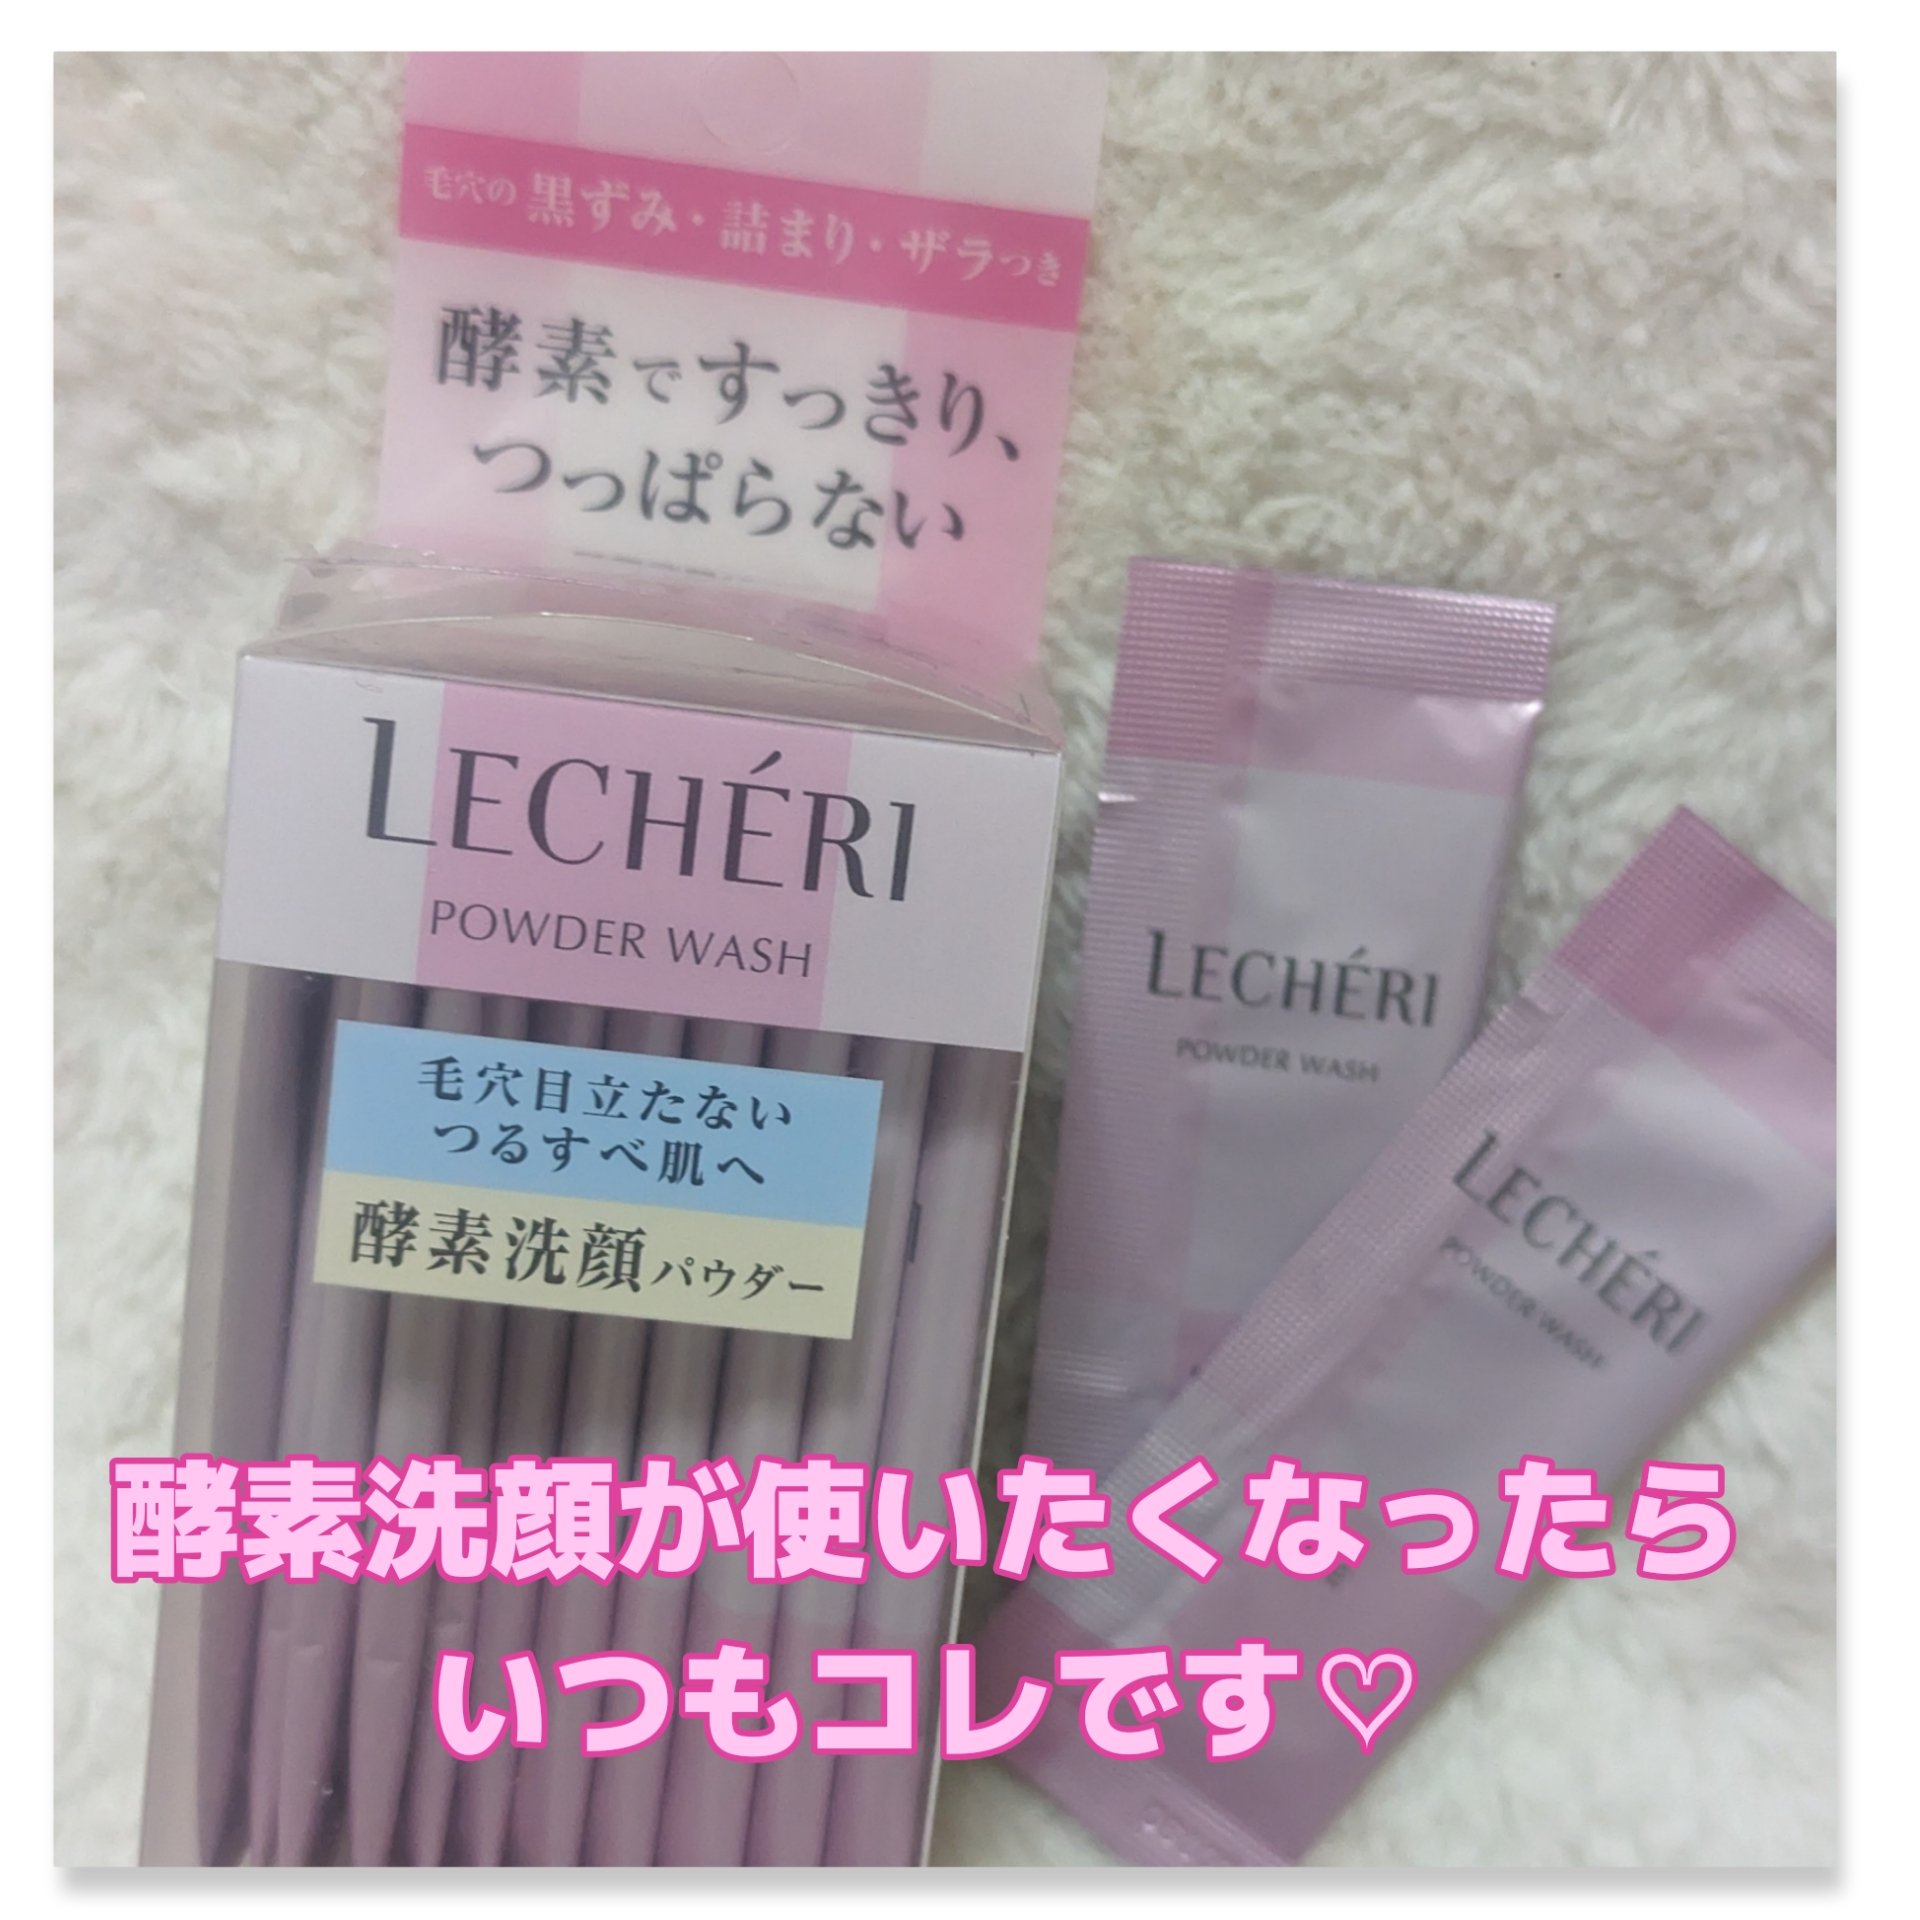 毛穴の黒ずみ・詰まり・ザラつき
酵素ですっきり、
つっぱらない
LECHÉRI
POWDER WASH
毛穴目立たない
つるすべ肌へ
酵素洗顔パウダー
LECHÉRI
POWDER WASH
LECHÉRI
POWDER WASH
酵素洗顔が使いたくなったら
いつもコレです♡